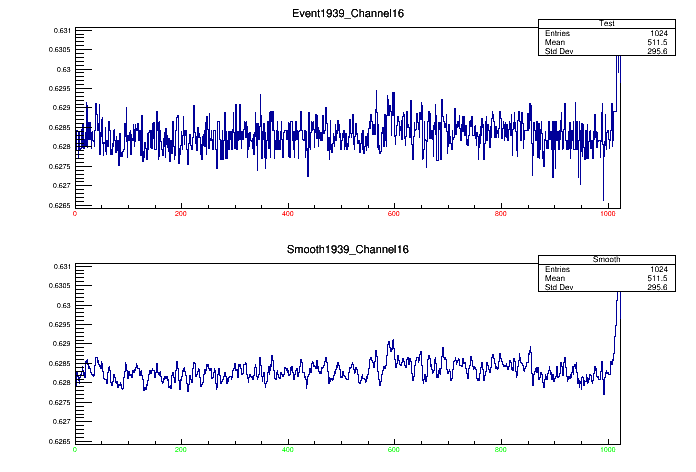 Event1939_Channel16
Test
Entries 1024
Mean 511.5
Std Dev 295.6
0.631
0.6305
0.63
0.6295
0.629
0.6285
0.628
0.6275
0.627
0.6265
0 200 400 600 800 1000
Smooth1939_Channel16
Smooth
Entries 1024
Mean 511.5
Std Dev 295.6
0.631
0.6305
0.63
0.6295
0.629
0.6285
0.628
0.6275
0.627
0.6265
0 200 400 600 800 1000